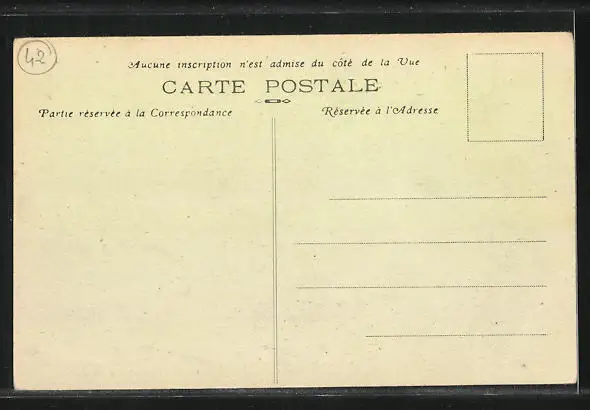 42
Aucune inscription n'est admise du côté de la Vue
CARTE POSTALE
Partie réservée à la Correspondance
Réservée à l'Adresse